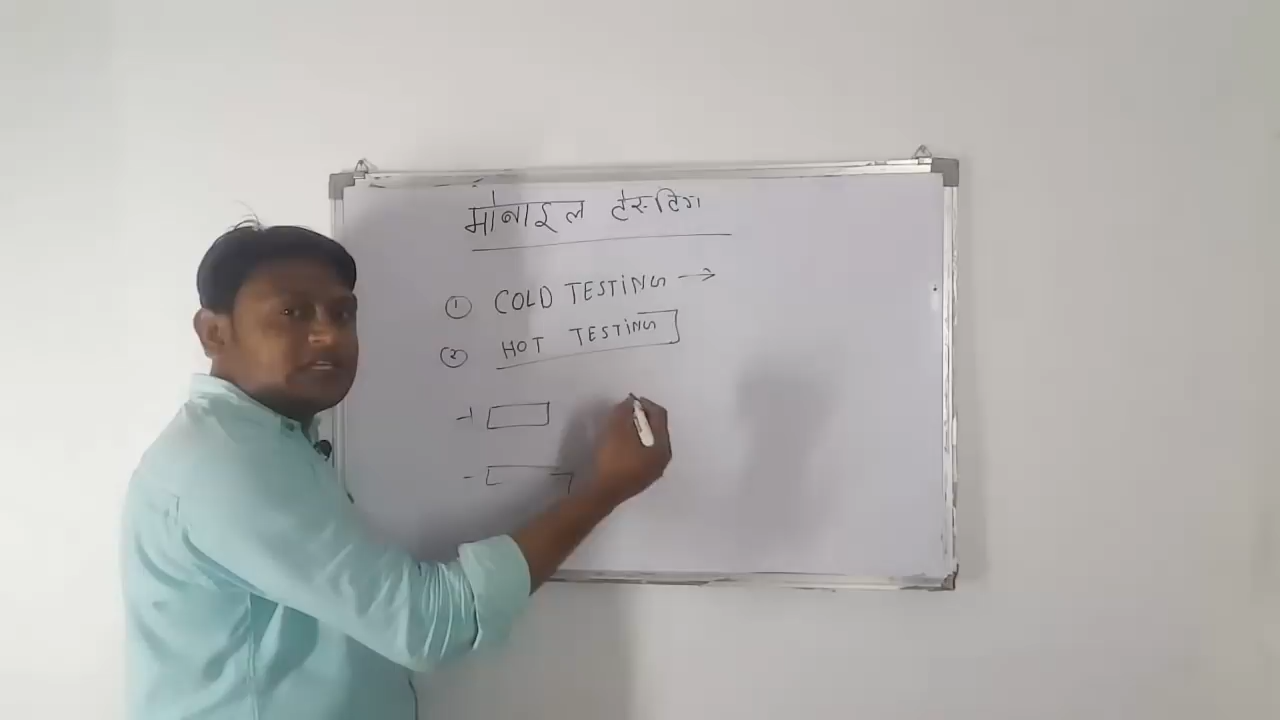 मोबाइल टेस्टिंग
① COLD TESTiNG →
② HOT TESTiNG